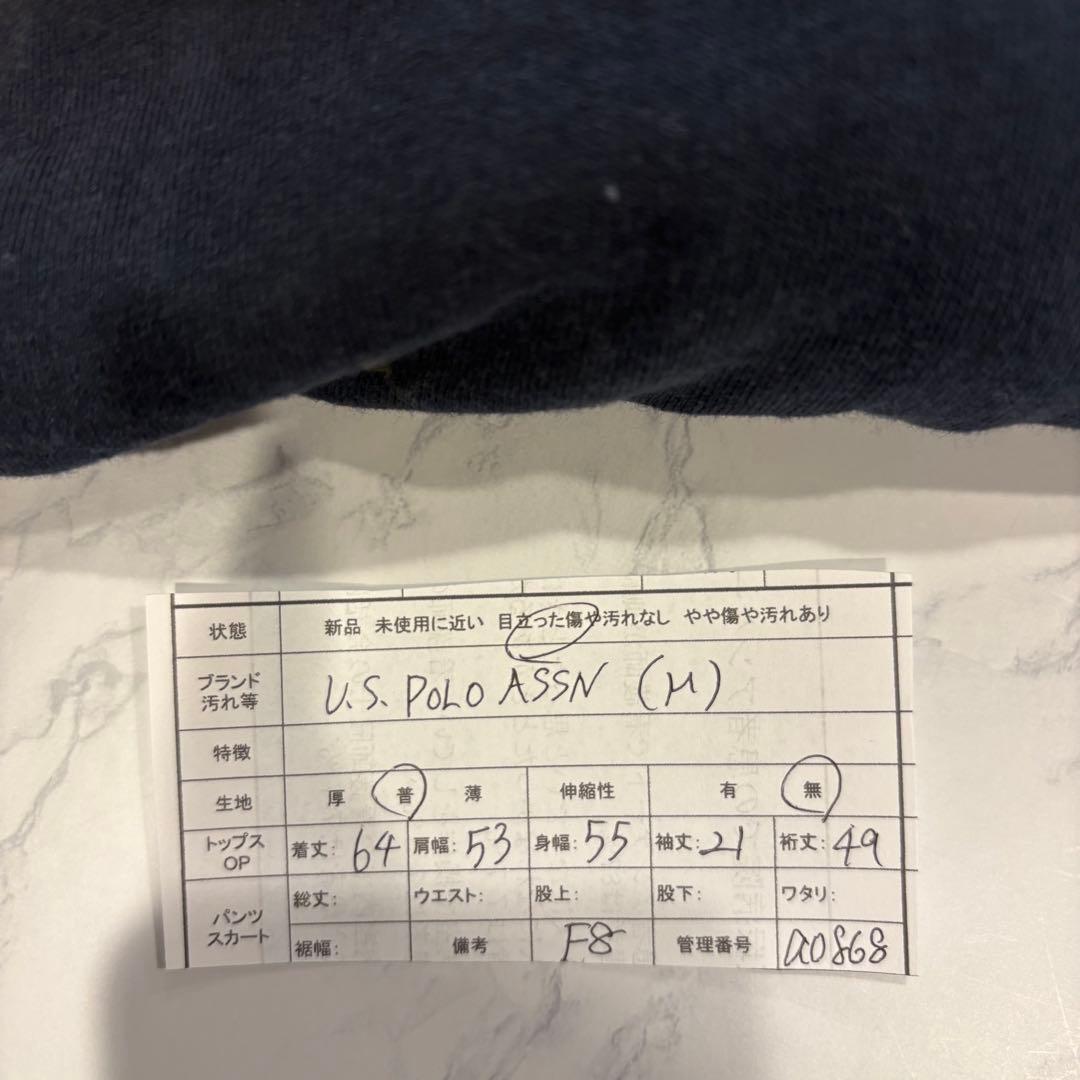 状態 新品 未使用に近い 目立った傷や汚れなし やや傷や汚れあり
ブランド 汚れ等 U.S. POLO ASSN (M)
特徴
生地 厚 普 薄 伸縮性 有 無
トップス OP 着丈: 64 肩幅: 53 身幅: 55 袖丈: 21 裄丈: 49
パンツ スカート 総丈: ウエスト: 股上: 股下: ワタリ:
裾幅: 備考 F8 管理番号 a0868